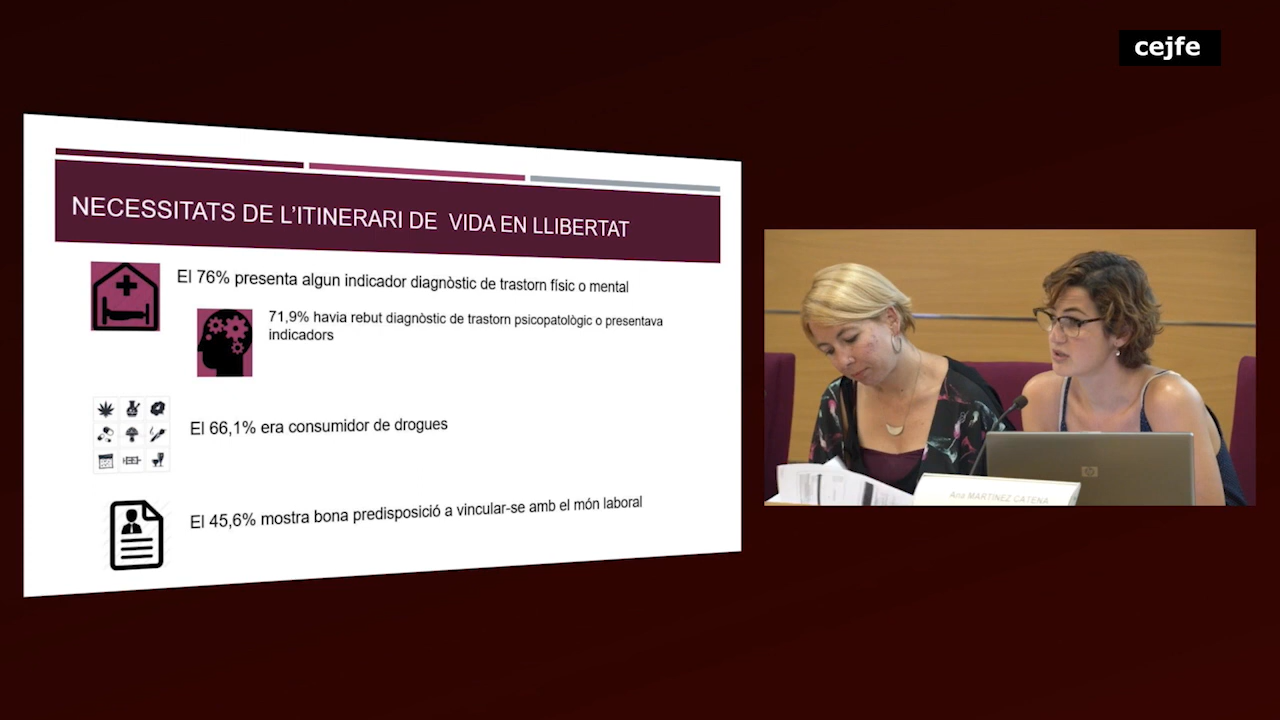 cejfe
NECESSITATS DE L'ITINERARI DE VIDA EN LLIBERTAT
El 76% presenta algun indicador diagnòstic de trastorn físic o mental
71,9% havia rebut diagnòstic de trastorn psicopatològic o presentava
indicadors
El 66,1% era consumidor de drogues
El 45,6% mostra bona predisposició a vincular-se amb el món laboral
Ana MARTÍNEZ CATENA
hp